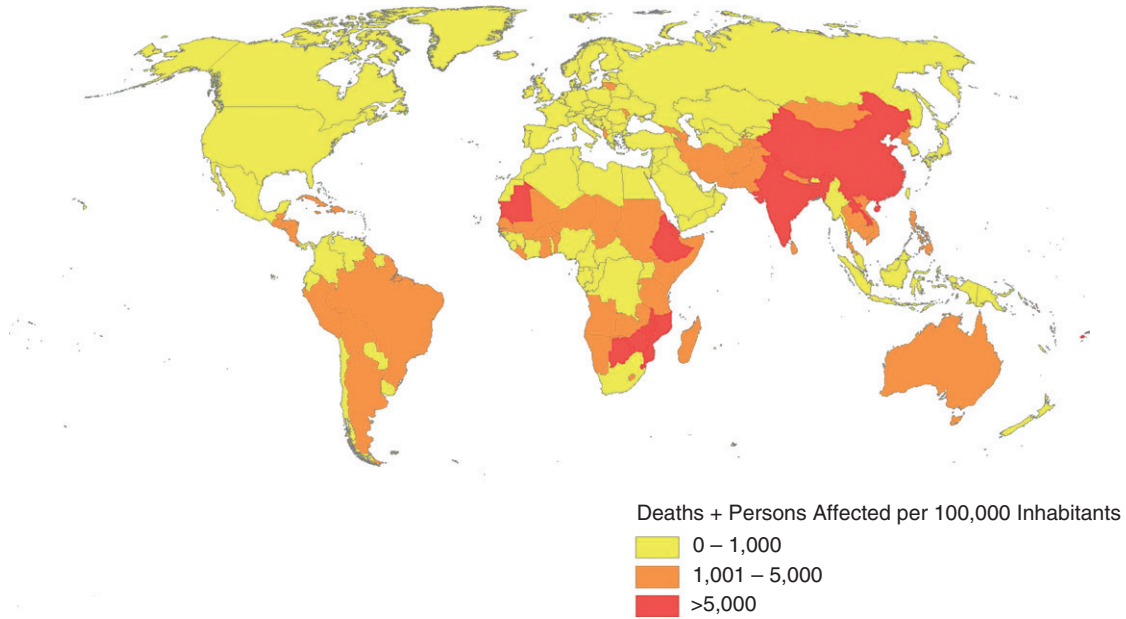 Deaths + Persons Affected per 100,000 Inhabitants
0 – 1,000
1,001 – 5,000
>5,000